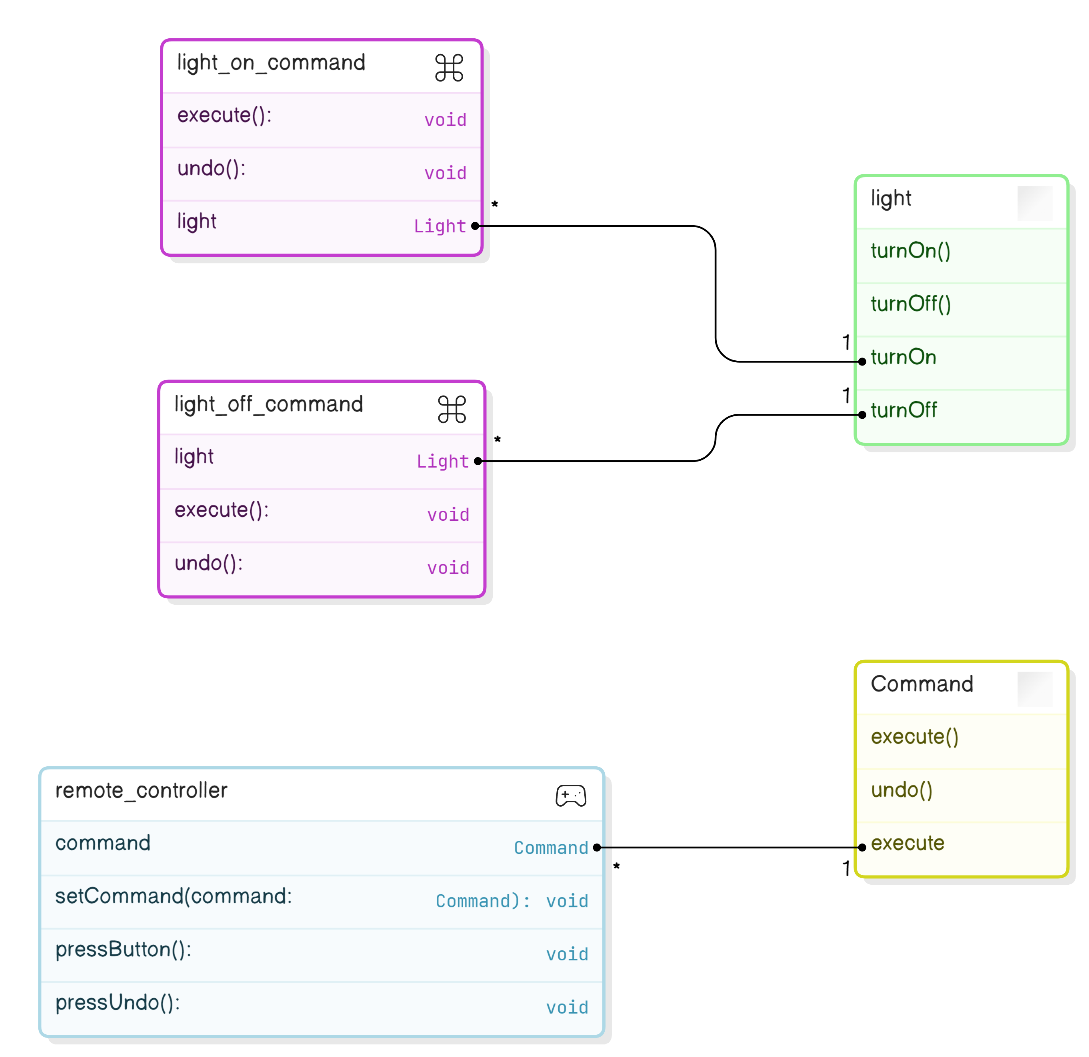 light_on_command
execute(): void
undo(): void
light Light
*
light
turnOn()
turnOff()
1
turnOn
1
turnOff
light_off_command
*
light Light
execute(): void
undo(): void
Command
execute()
undo()
1
execute
remote_controller
command Command
*
setCommand(command: Command): void
pressButton(): void
pressUndo(): void